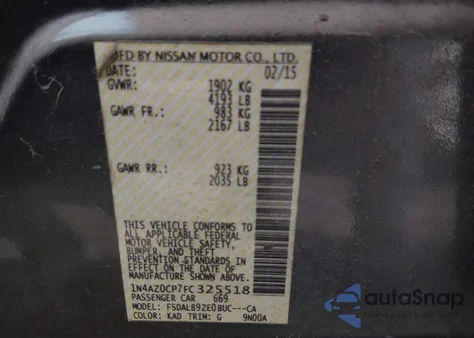 MFD BY NISSAN MOTOR CO., LTD.
DATE: 02/15
GVWR: 1902 KG
4193 LB
GAWR FR.: 983 KG
2167 LB
GAWR RR.: 923 KG
2035 LB
THIS VEHICLE CONFORMS TO
ALL APPLICABLE FEDERAL
MOTOR VEHICLE SAFETY,
BUMPER, AND THEFT
PREVENTION STANDARDS IN
EFFECT ON THE DATE OF
MANUFACTURE SHOWN ABOVE.
1N4AZ0CP7FC325518
PASSENGER CAR 669
MODEL: FSDALB9ZE0BUC---CA
COLOR: KAD TRIM: G 9N00A
autoSnap